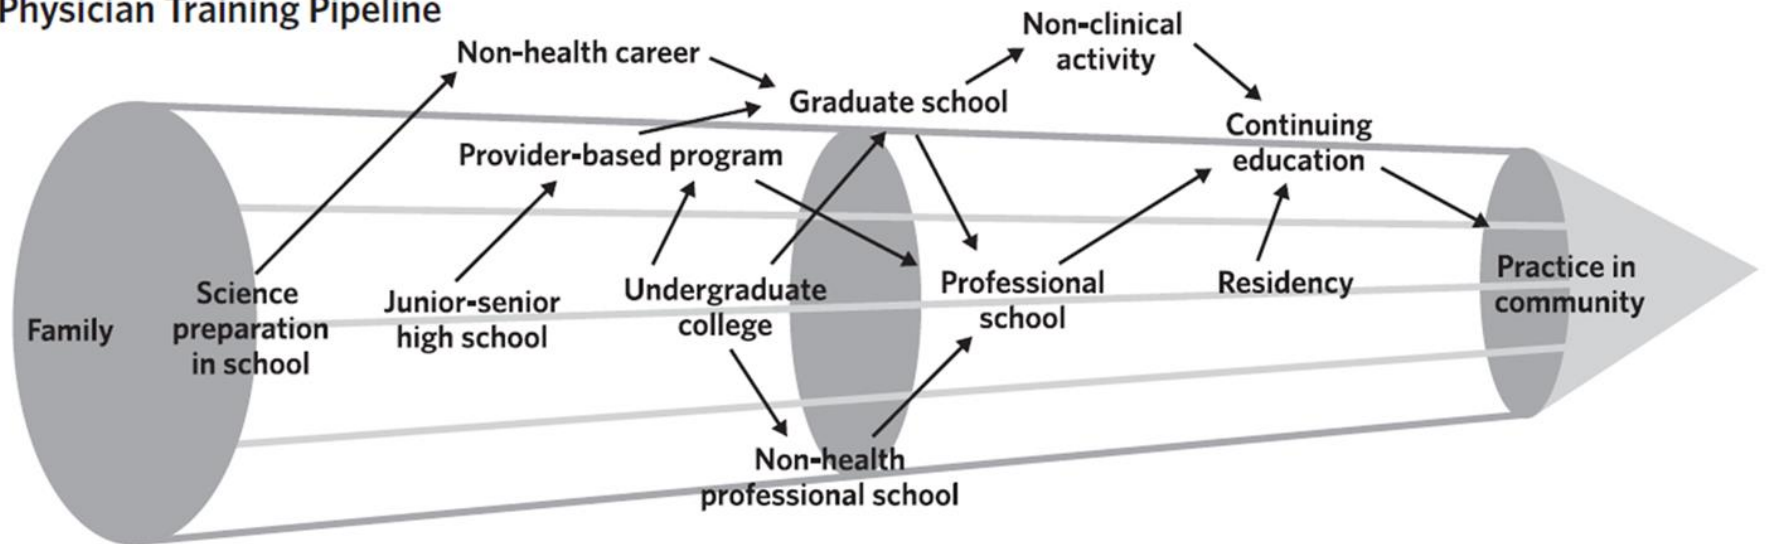 Physician Training Pipeline
Non-health career
Non-clinical
activity
Graduate school
Continuing
education
Provider-based program
Family
Science
preparation
in school
Junior-senior
high school
Undergraduate
college
Professional
school
Residency
Practice in
community
Non-health
professional school